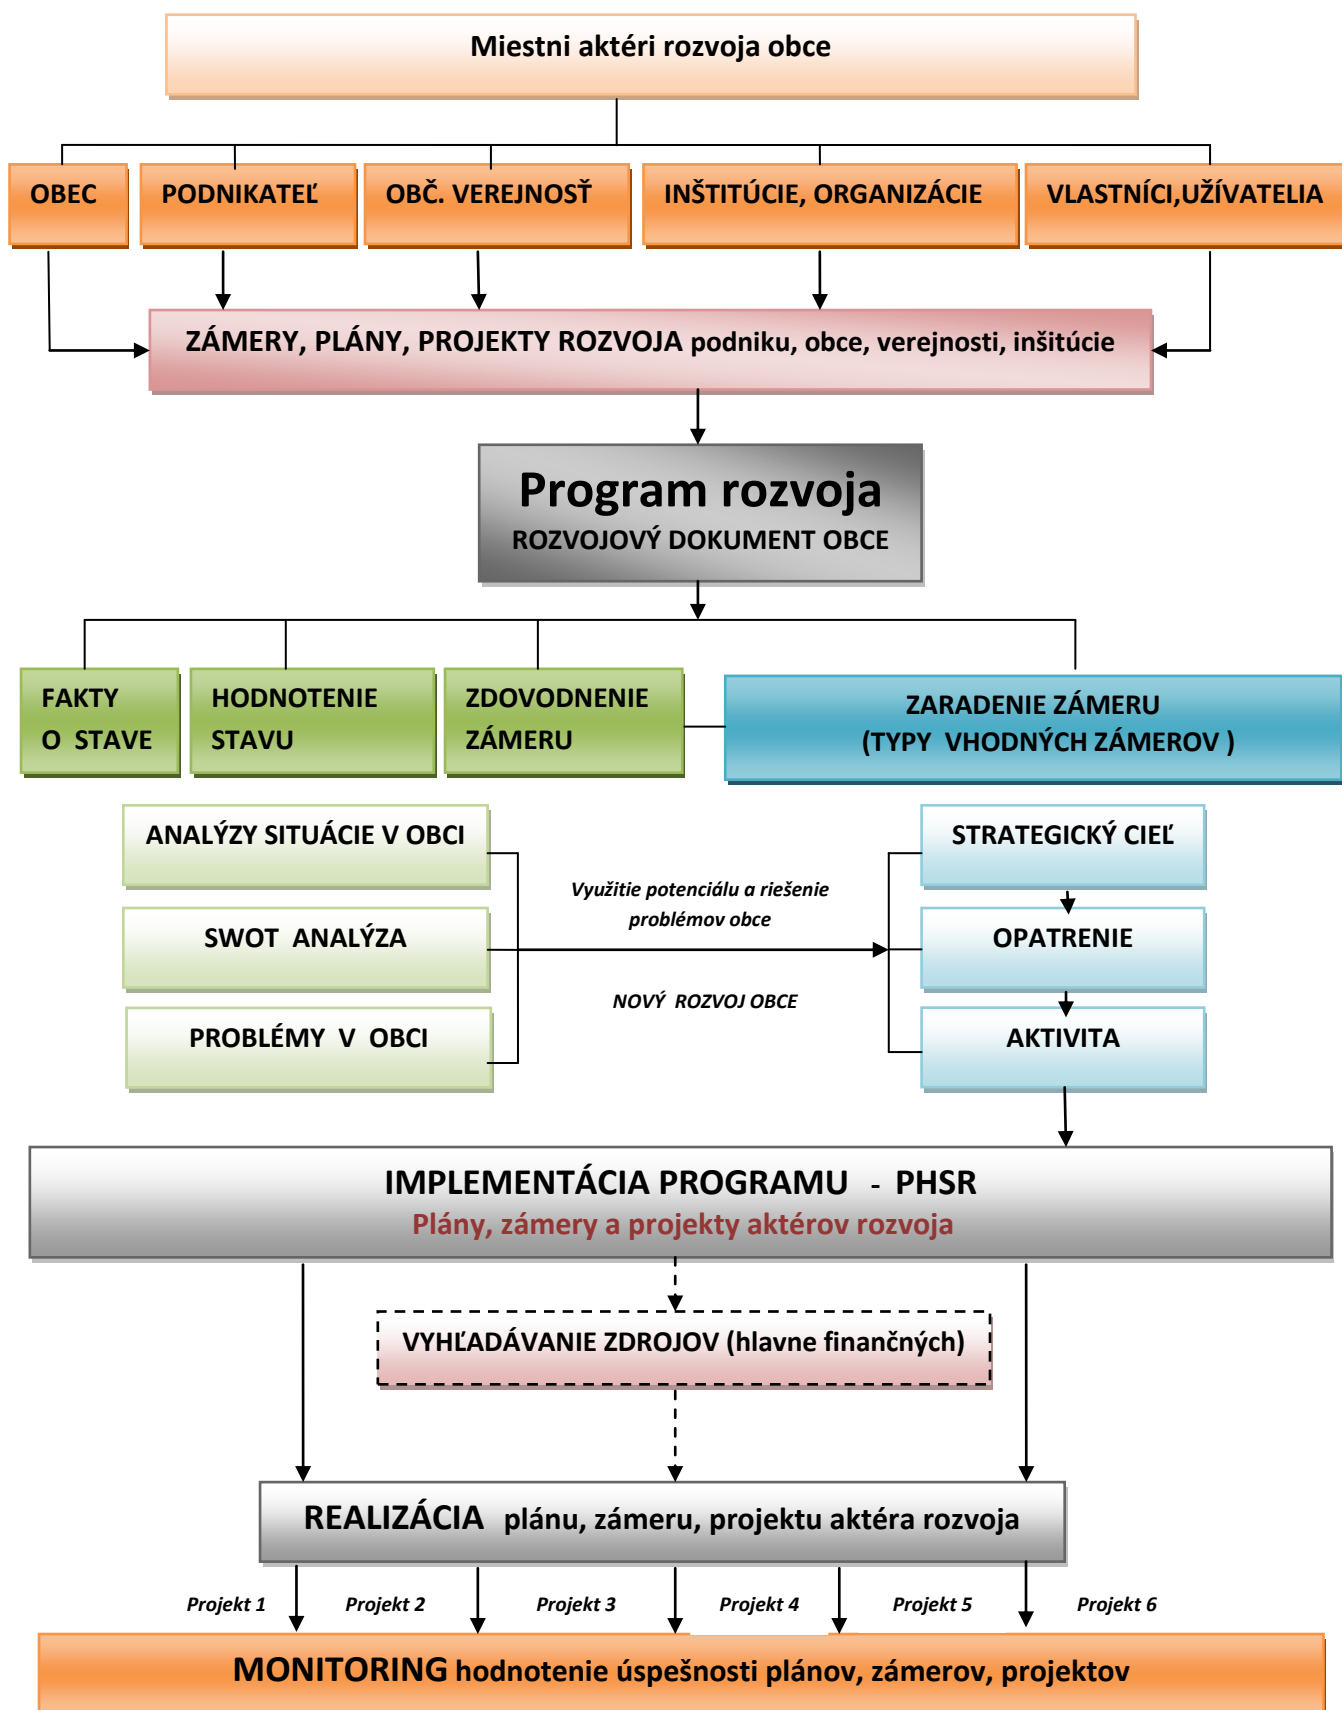 Miestni aktéri rozvoja obce
OBEC
PODNIKATEĽ
OBČ. VEREJNOSŤ
INŠTITÚCIE, ORGANIZÁCIE
VLASTNÍCI,UŽÍVATELIA
ZÁMERY, PLÁNY, PROJEKTY ROZVOJA podniku, obce, verejnosti, inšitúcie
Program rozvoja
ROZVOJOVÝ DOKUMENT OBCE
FAKTY
O STAVE
HODNOTENIE
STAVU
ZDOVODNENIE
ZÁMERU
ZARADENIE ZÁMERU
(TYPY VHODNÝCH ZÁMEROV )
ANALÝZY SITUÁCIE V OBCI
SWOT ANALÝZA
PROBLÉMY V OBCI
Využitie potenciálu a riešenie
problémov obce
NOVÝ ROZVOJ OBCE
STRATEGICKÝ CIEĽ
OPATRENIE
AKTIVITA
IMPLEMENTÁCIA PROGRAMU - PHSR
Plány, zámery a projekty aktérov rozvoja
VYHĽADÁVANIE ZDROJOV (hlavne finančných)
REALIZÁCIA plánu, zámeru, projektu aktéra rozvoja
Projekt 1
Projekt 2
Projekt 3
Projekt 4
Projekt 5
Projekt 6
MONITORING hodnotenie úspešnosti plánov, zámerov, projektov